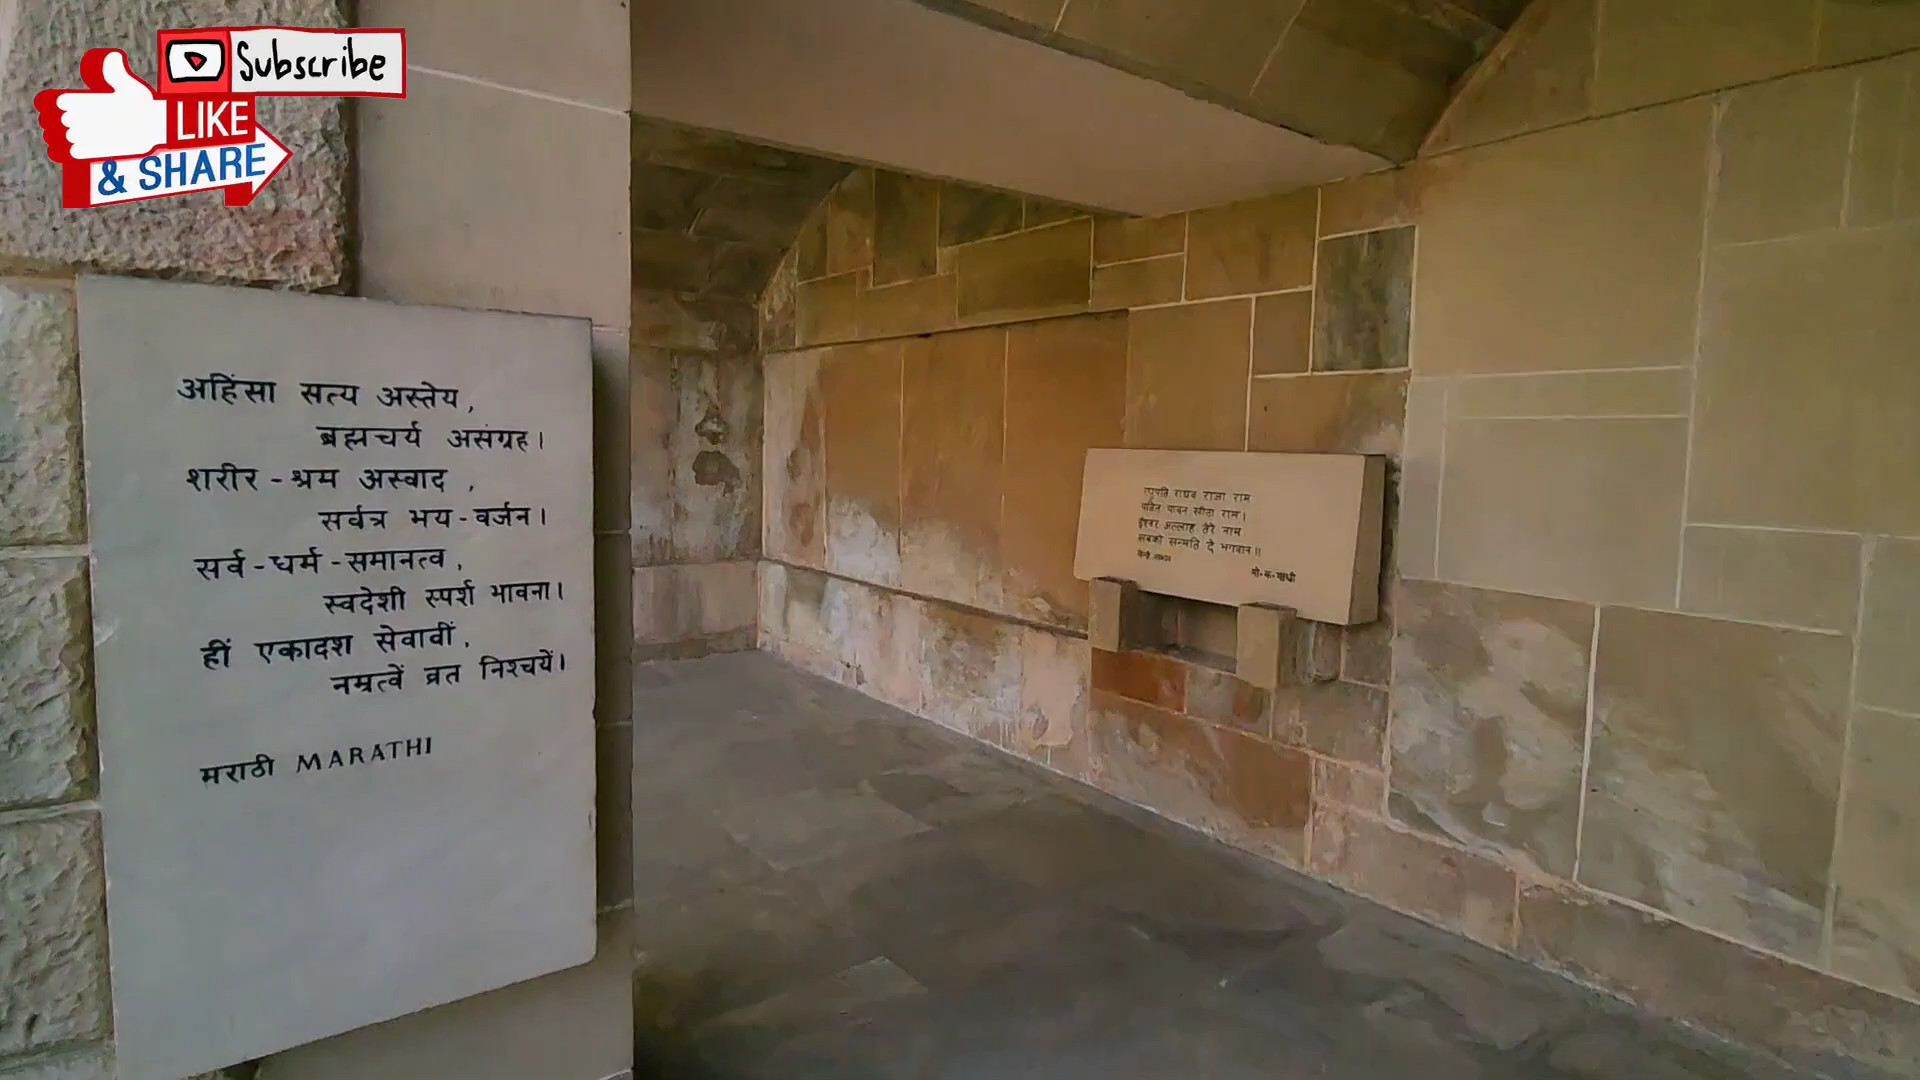 Subscribe
LIKE
& SHARE
अहिंसा सत्य अस्तेय,
ब्रह्मचर्य असंग्रह।
शरीर-श्रम अस्वाद,
सर्वत्र भय-वर्जन।
सर्व-धर्म-समानत्व,
स्वदेशी स्पर्श भावना।
हीं एकादश सेवावीं,
नम्रत्वें व्रत निश्चयें।
मराठी MARATHI
रघुपति राघव राजा राम
पतित पावन सीता राम।
ईश्वर अल्लाह तेरे नाम
सबको सन्मति दे भगवान॥
मो.क.गांधी